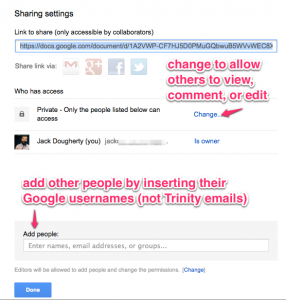 Sharing settings
Link to share (only accessible by collaborators)
https://docs.google.com/document/d/1A2VWP-CF7HJ5D0PMuGQbwuB5WVvWEC8X
Share link via:
change to allow
others to view,
comment, or edit
Who has access
Private - Only the people listed below can
access
Change...
Jack Dougherty (you)
Is owner
add other people by inserting their
Google usernames (not Trinity emails)
Add people:
Enter names, email addresses, or groups...
Editors will be allowed to add people and change the permissions. [Change]
Done